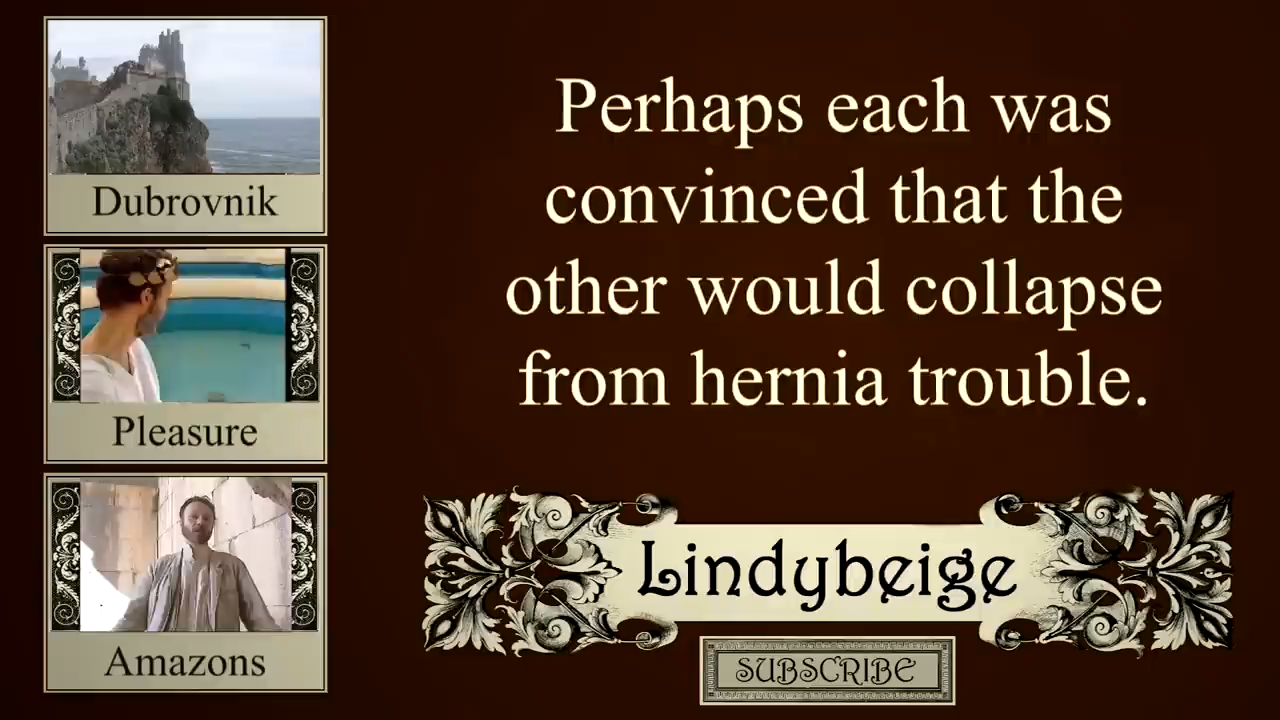 Dubrovnik
Pleasure
Amazons
Perhaps each was
convinced that the
other would collapse
from hernia trouble.
Lindybeige
SUBSCRIBE